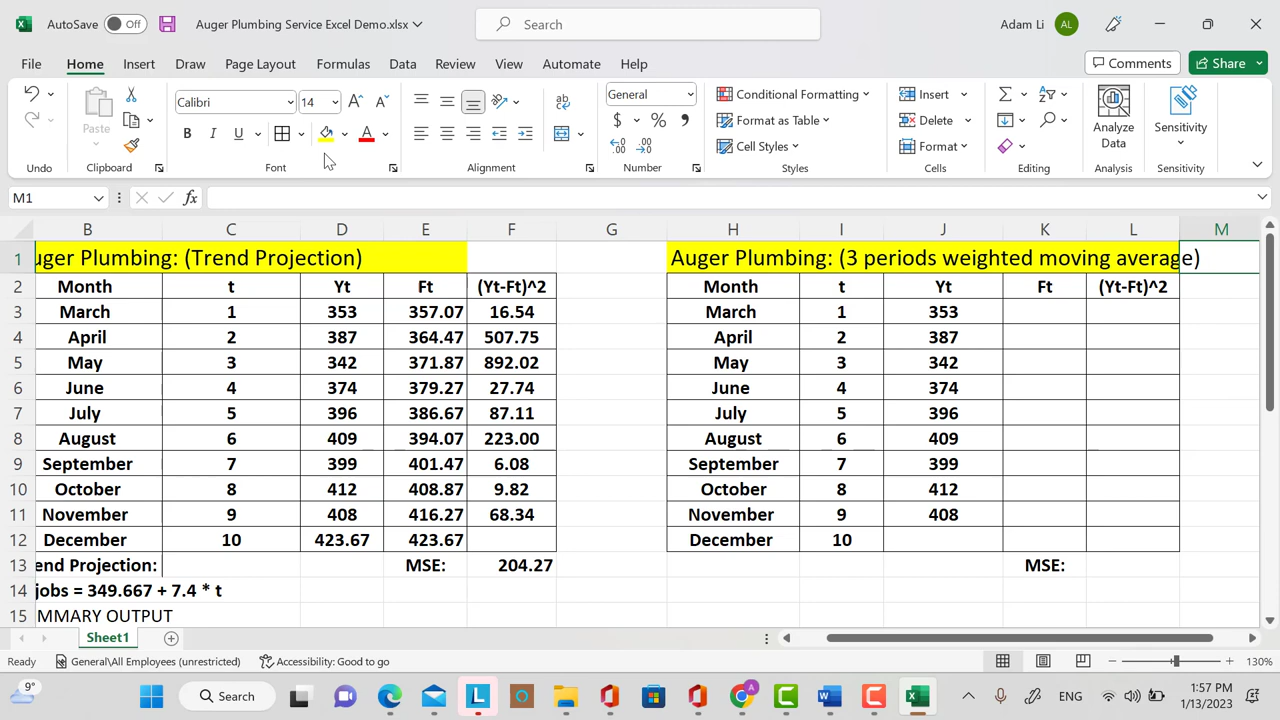 AutoSave Off Auger Plumbing Service Excel Demo.xlsx Search Adam Li AL
File Home Insert Draw Page Layout Formulas Data Review View Automate Help Comments Share
Calibri 14 General Conditional Formatting Insert
Paste B I U A $ % Format as Table Delete Analyze Data Sensitivity
Cell Styles Format
Undo Clipboard Font Alignment Number Styles Cells Editing Analysis Sensitivity
M1 fx
B C D E F G H I J K L M
1 uger Plumbing: (Trend Projection) Auger Plumbing: (3 periods weighted moving average)
2 Month t Yt Ft (Yt-Ft)^2 Month t Yt Ft (Yt-Ft)^2
3 March 1 353 357.07 16.54 March 1 353
4 April 2 387 364.47 507.75 April 2 387
5 May 3 342 371.87 892.02 May 3 342
6 June 4 374 379.27 27.74 June 4 374
7 July 5 396 386.67 87.11 July 5 396
8 August 6 409 394.07 223.00 August 6 409
9 September 7 399 401.47 6.08 September 7 399
10 October 8 412 408.87 9.82 October 8 412
11 November 9 408 416.27 68.34 November 9 408
12 December 10 423.67 423.67 December 10
13 end Projection: MSE: 204.27 MSE:
14 jobs = 349.667 + 7.4 * t
15 MMARY OUTPUT
Sheet1
Ready General\All Employees (unrestricted) Accessibility: Good to go 130%
9° Search ENG 1:57 PM
1/13/2023